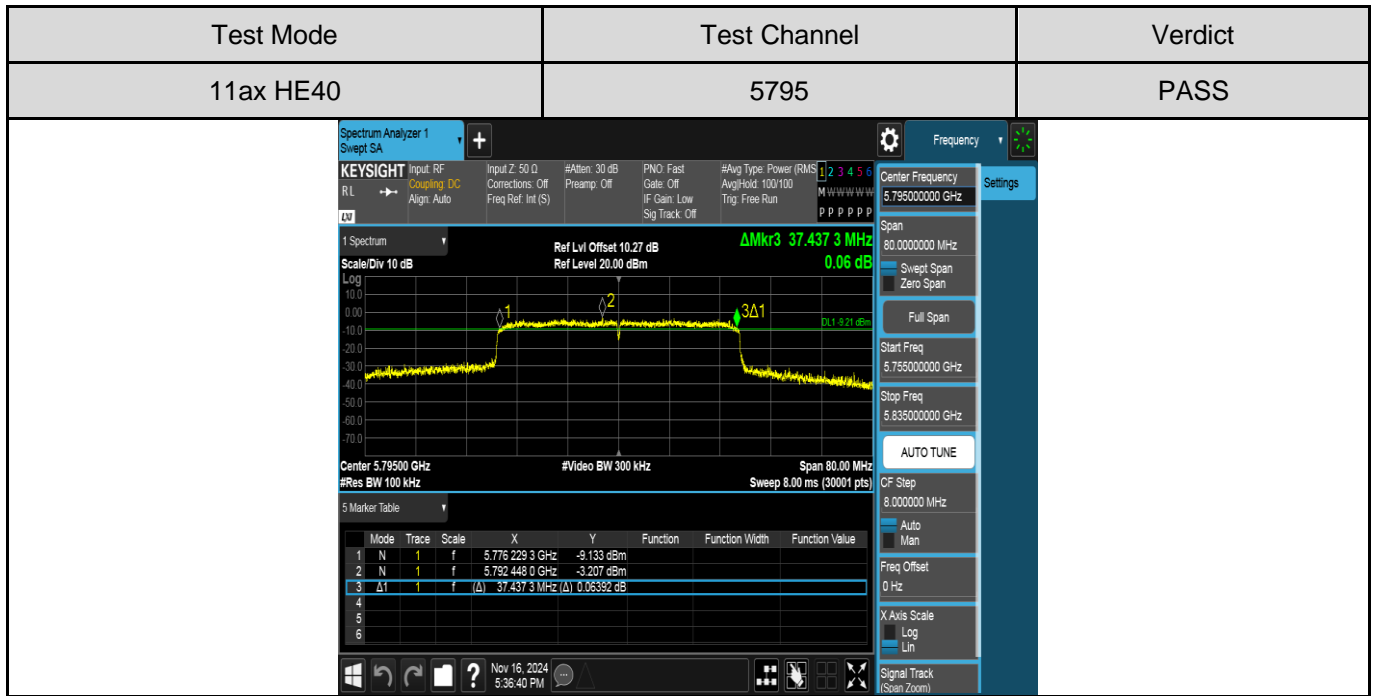 Test Mode Test Channel Verdict
11ax HE40 5795 PASS
Spectrum Analyzer 1
Swept SA
+
Frequency
KEYSIGHT Input: RF Input Z: 50 Ω #Atten: 30 dB PNO: Fast #Avg Type: Power (RMS 1 2 3 4 5 6
RL Coupling: DC Corrections: Off Preamp: Off Gate: Off Avg|Hold: 100/100 M W W W W W
Align: Auto Freq Ref: Int (S) IF Gain: Low Trig: Free Run
LXI Sig Track: Off P P P P P P
1 Spectrum
Ref Lvl Offset 10.27 dB ΔMkr3 37.437 3 MHz
Scale/Div 10 dB Ref Level 20.00 dBm 0.06 dB
Log
10.0
0.00
-10.0
-20.0
-30.0
-40.0
-50.0
-60.0
-70.0
1
2
3Δ1
DL1 -9.21 dBm
Center 5.79500 GHz #Video BW 300 kHz Span 80.00 MHz
#Res BW 100 kHz Sweep 8.00 ms (30001 pts)
5 Marker Table
Mode Trace Scale X Y Function Function Width Function Value
1 N 1 f 5.776 229 3 GHz -9.133 dBm
2 N 1 f 5.792 448 0 GHz -3.207 dBm
3 Δ1 1 f (Δ) 37.437 3 MHz (Δ) 0.06392 dB
4
5
6
Nov 16, 2024
5:36:40 PM
?
Center Frequency
5.795000000 GHz
Settings
Span
80.0000000 MHz
Swept Span
Zero Span
Full Span
Start Freq
5.755000000 GHz
Stop Freq
5.835000000 GHz
AUTO TUNE
CF Step
8.000000 MHz
Auto
Man
Freq Offset
0 Hz
X Axis Scale
Log
Lin
Signal Track
(Span Zoom)